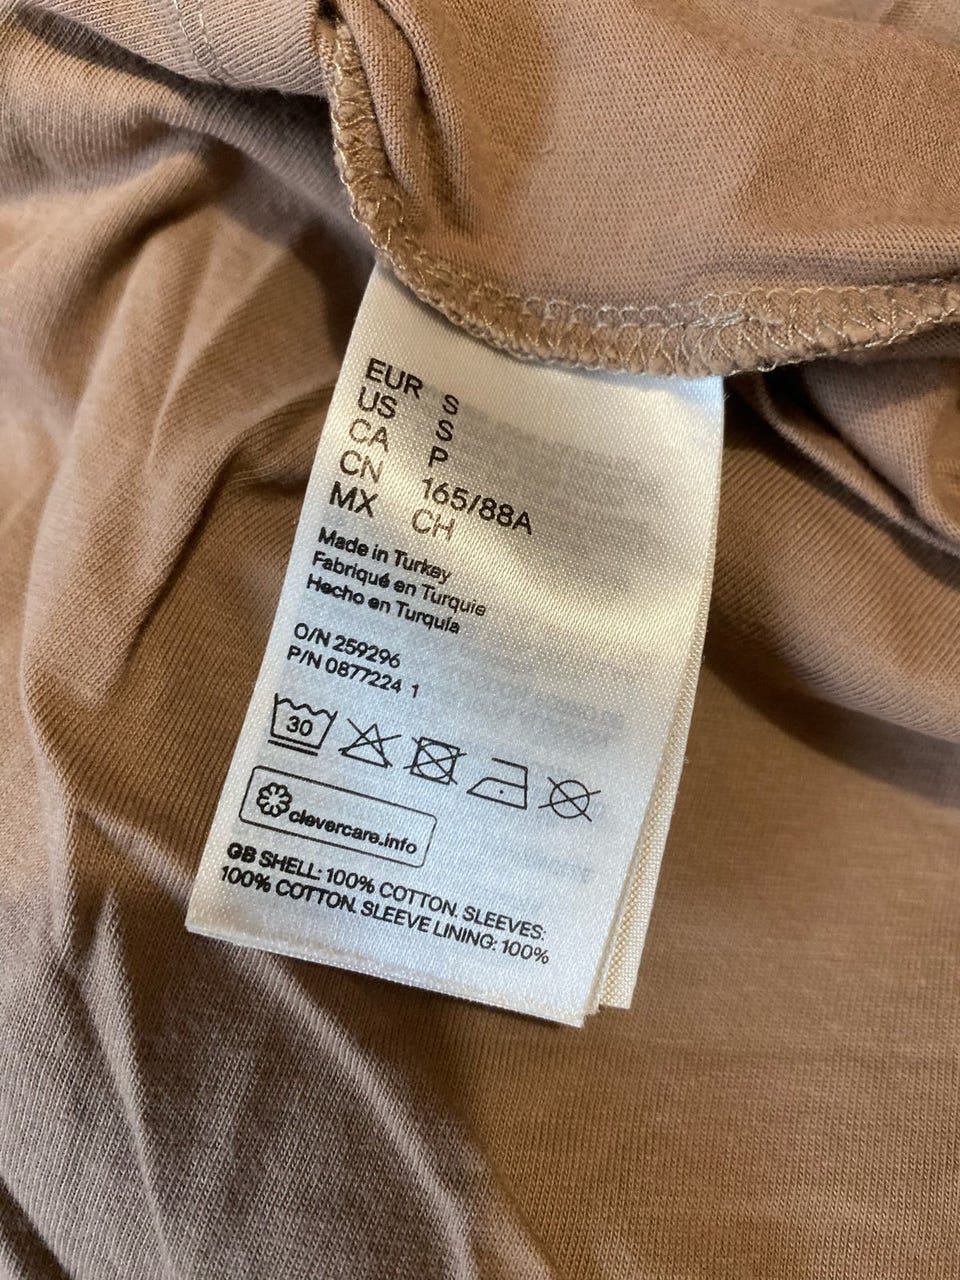 EUR S
US S
CA P
CN 165/88A
MX CH
Made in Turkey
Fabriqué en Turquie
Hecho en Turquía
O/N 259296
P/N 0877224 1
30
clevercare.info
GB SHELL: 100% COTTON. SLEEVES:
100% COTTON. SLEEVE LINING: 100%